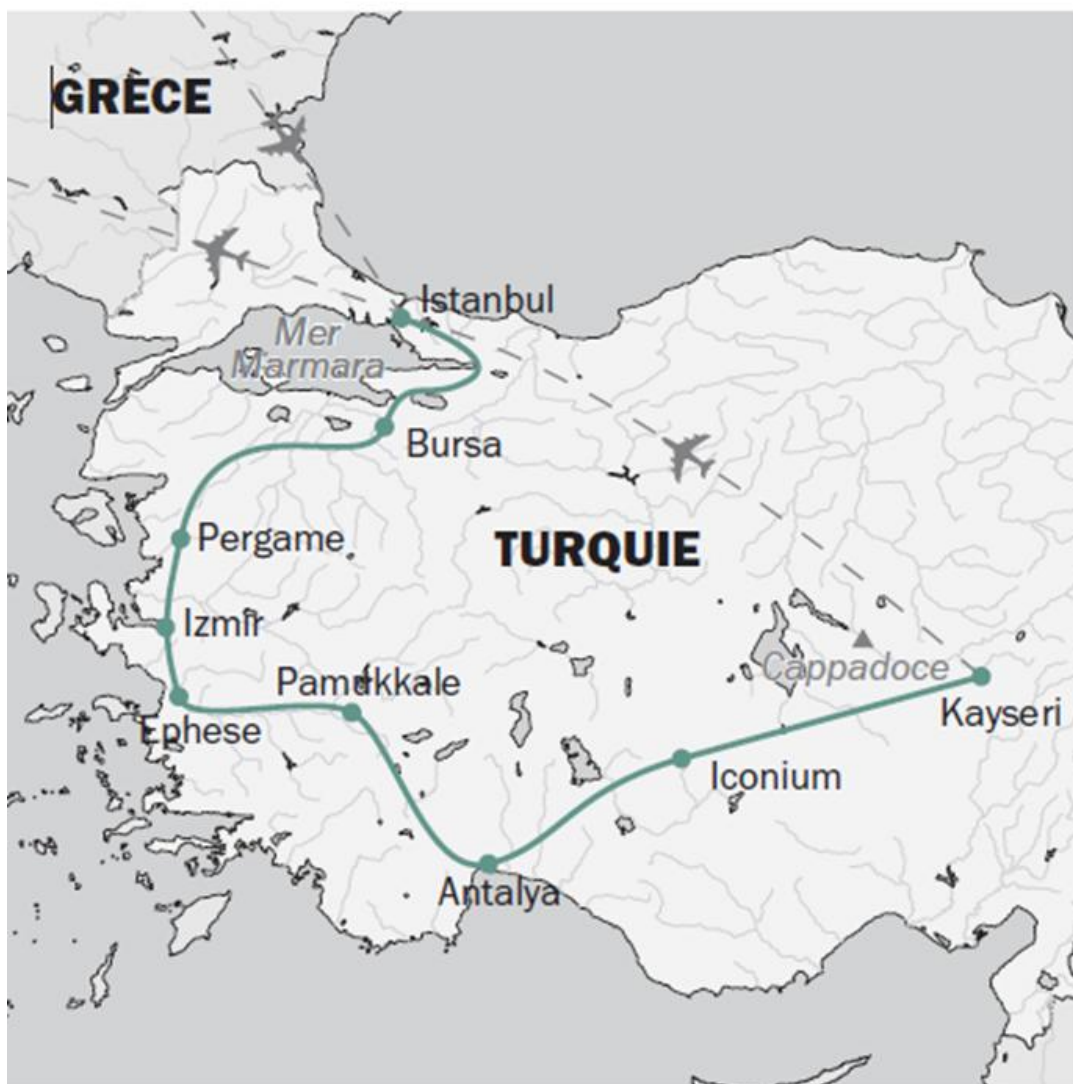 GRÈCE
Istanbul
Mer
Marmara
Bursa
Pergame
TURQUIE
Izmir
Pamukkale
Cappadoce
Ephese
Kayseri
Iconium
Antalya